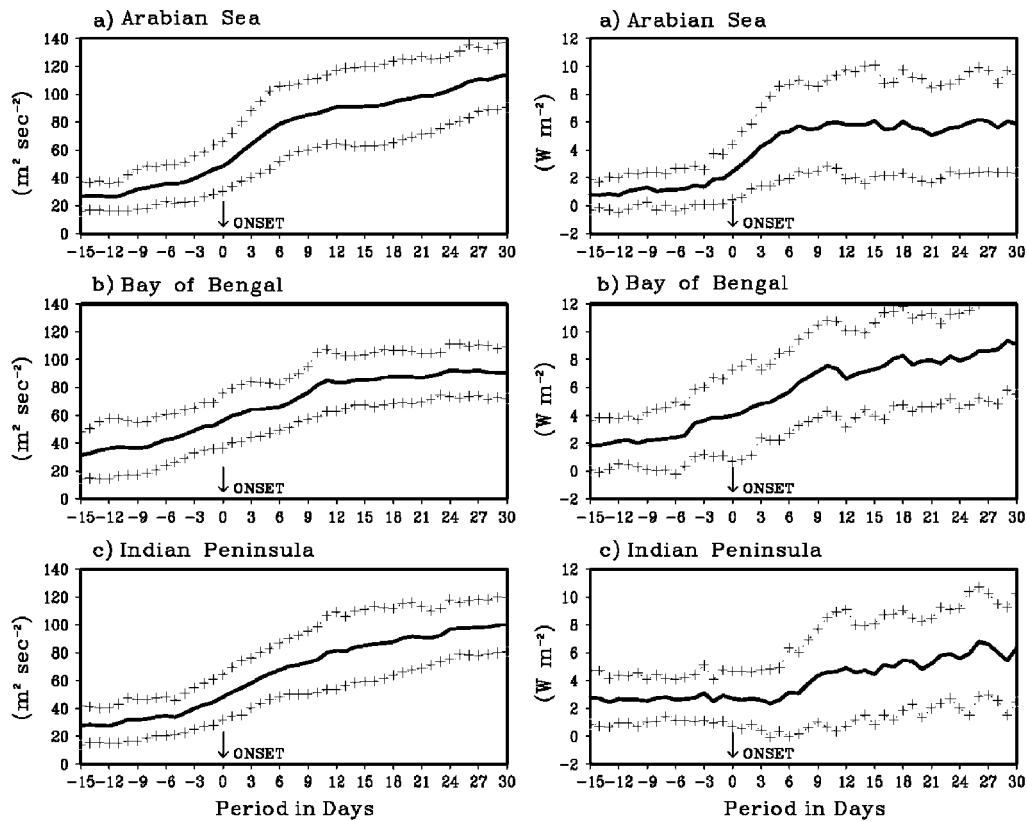 a) Arabian Sea
(m² sec⁻²)
140
120
100
80
60
40
20
0
ONSET
-15 -12 -9 -6 -3 0 3 6 9 12 15 18 21 24 27 30
b) Bay of Bengal
(m² sec⁻²)
140
120
100
80
60
40
20
0
ONSET
-15 -12 -9 -6 -3 0 3 6 9 12 15 18 21 24 27 30
c) Indian Peninsula
(m² sec⁻²)
140
120
100
80
60
40
20
0
ONSET
-15 -12 -9 -6 -3 0 3 6 9 12 15 18 21 24 27 30
Period in Days
a) Arabian Sea
(W m⁻²)
12
10
8
6
4
2
0
-2
ONSET
-15 -12 -9 -6 -3 0 3 6 9 12 15 18 21 24 27 30
b) Bay of Bengal
(W m⁻²)
12
10
8
6
4
2
0
-2
ONSET
-15 -12 -9 -6 -3 0 3 6 9 12 15 18 21 24 27 30
c) Indian Peninsula
(W m⁻²)
12
10
8
6
4
2
0
-2
ONSET
-15 -12 -9 -6 -3 0 3 6 9 12 15 18 21 24 27 30
Period in Days